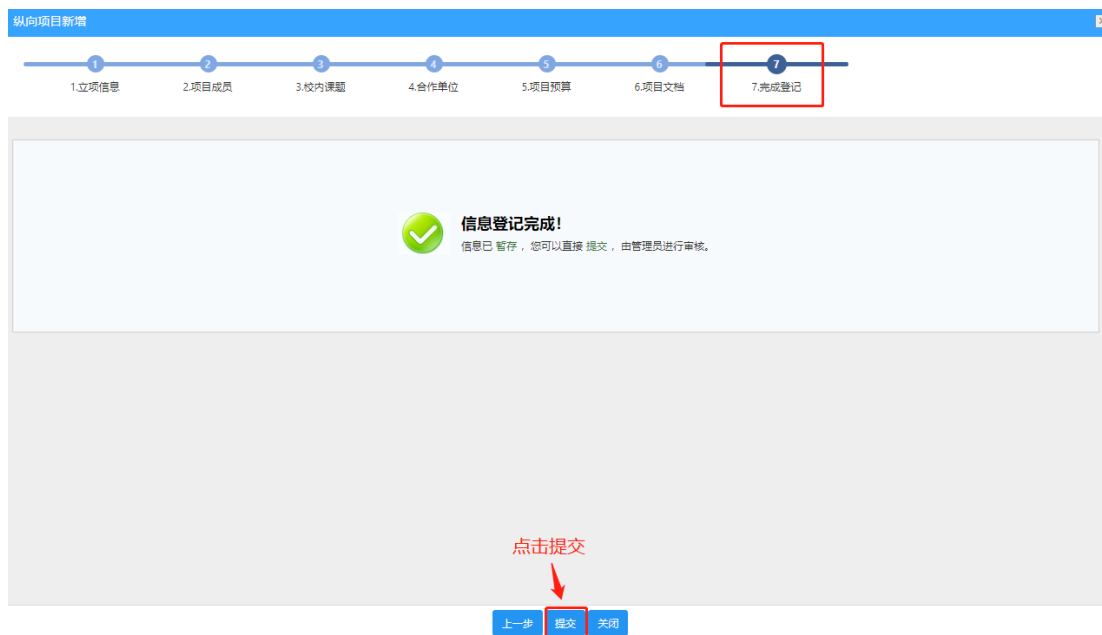 纵向项目新增
1 2 3 4 5 6 7
1.立项信息 2.项目成员 3.校内课题 4.合作单位 5.项目预算 6.项目文档 7.完成登记
信息登记完成!
信息已 暂存 ，您可以直接 提交 ，由管理员进行审核。
点击提交
上一步 提交 关闭